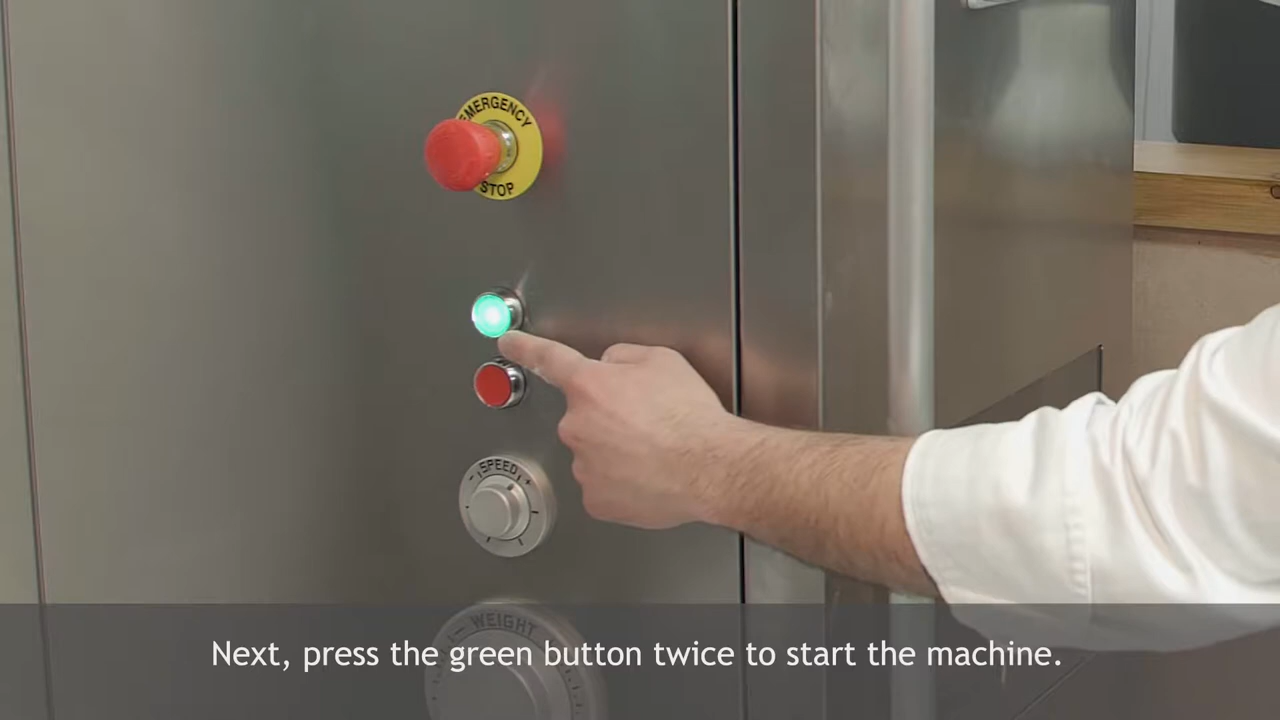 EMERGENCY
STOP
SPEED
- +
WEIGHT
Next, press the green button twice to start the machine.